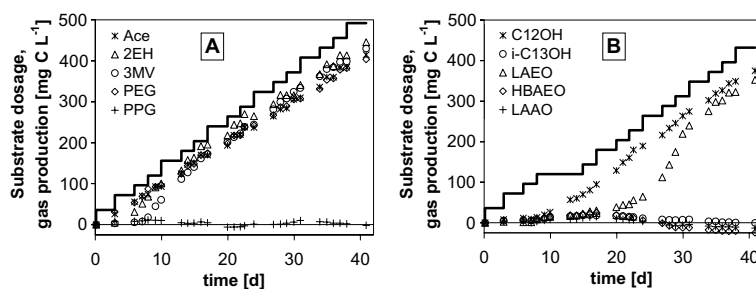 Substrate dosage,
gas production [mg C L⁻¹]
500
400
300
200
100
0
Ace
2EH
3MV
PEG
PPG
A
0 10 20 30 40
time [d]
Substrate dosage,
gas production [mg C L⁻¹]
500
400
300
200
100
0
C12OH
i-C13OH
LAEO
HBAEO
LAAO
B
0 10 20 30 40
time [d]